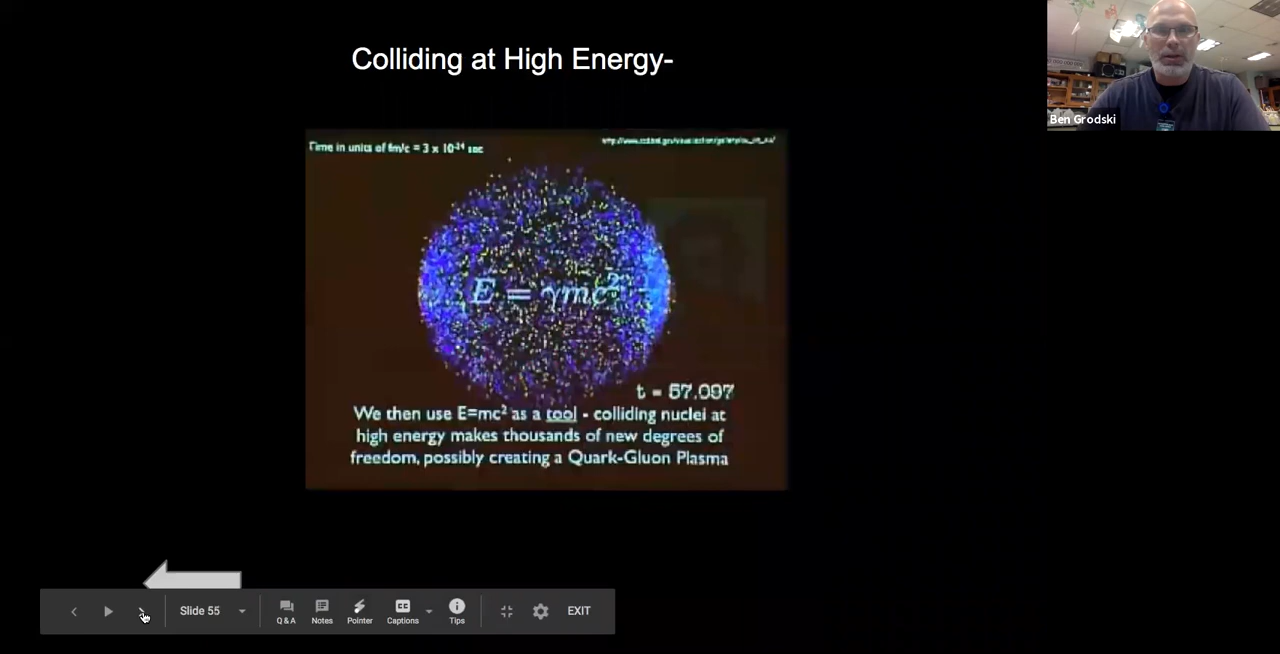 Colliding at High Energy-
Ben Grodski
Time in units of fm/c = 3 x 10⁻²⁴ sec
E = γmc²
t = 57.097
We then use E=mc² as a tool - colliding nuclei at
high energy makes thousands of new degrees of
freedom, possibly creating a Quark-Gluon Plasma
Slide 55
Q & A
Notes
Pointer
CC
Captions
Tips
EXIT